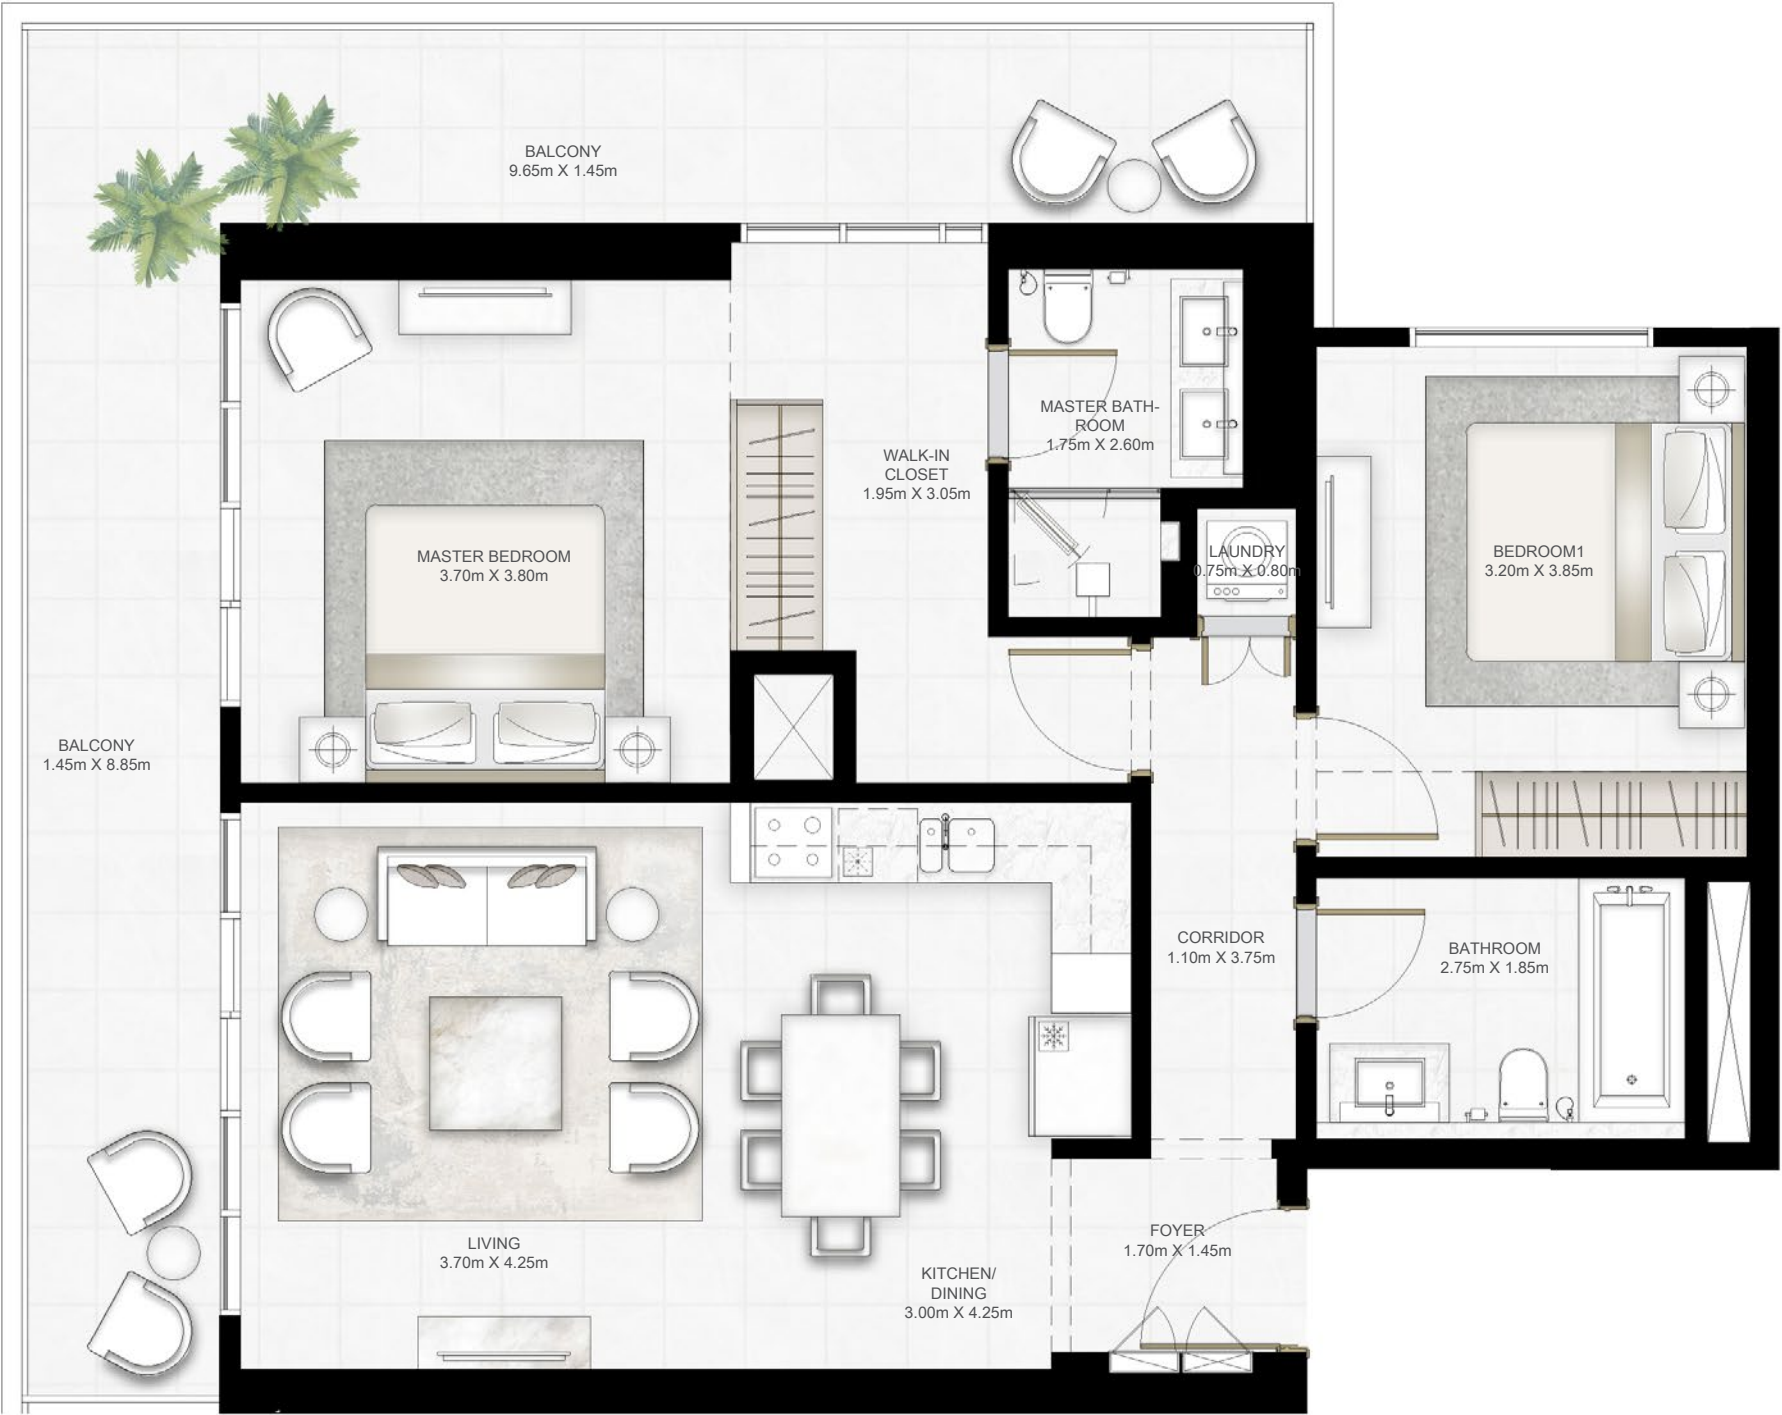 BALCONY
9.65m X 1.45m
MASTER BATH-
ROOM
1.75m X 2.60m
WALK-IN
CLOSET
1.95m X 3.05m
MASTER BEDROOM
3.70m X 3.80m
LAUNDRY
0.75m X 0.80m
BEDROOM1
3.20m X 3.85m
BALCONY
1.45m X 8.85m
CORRIDOR
1.10m X 3.75m
BATHROOM
2.75m X 1.85m
LIVING
3.70m X 4.25m
KITCHEN/
DINING
3.00m X 4.25m
FOYER
1.70m X 1.45m